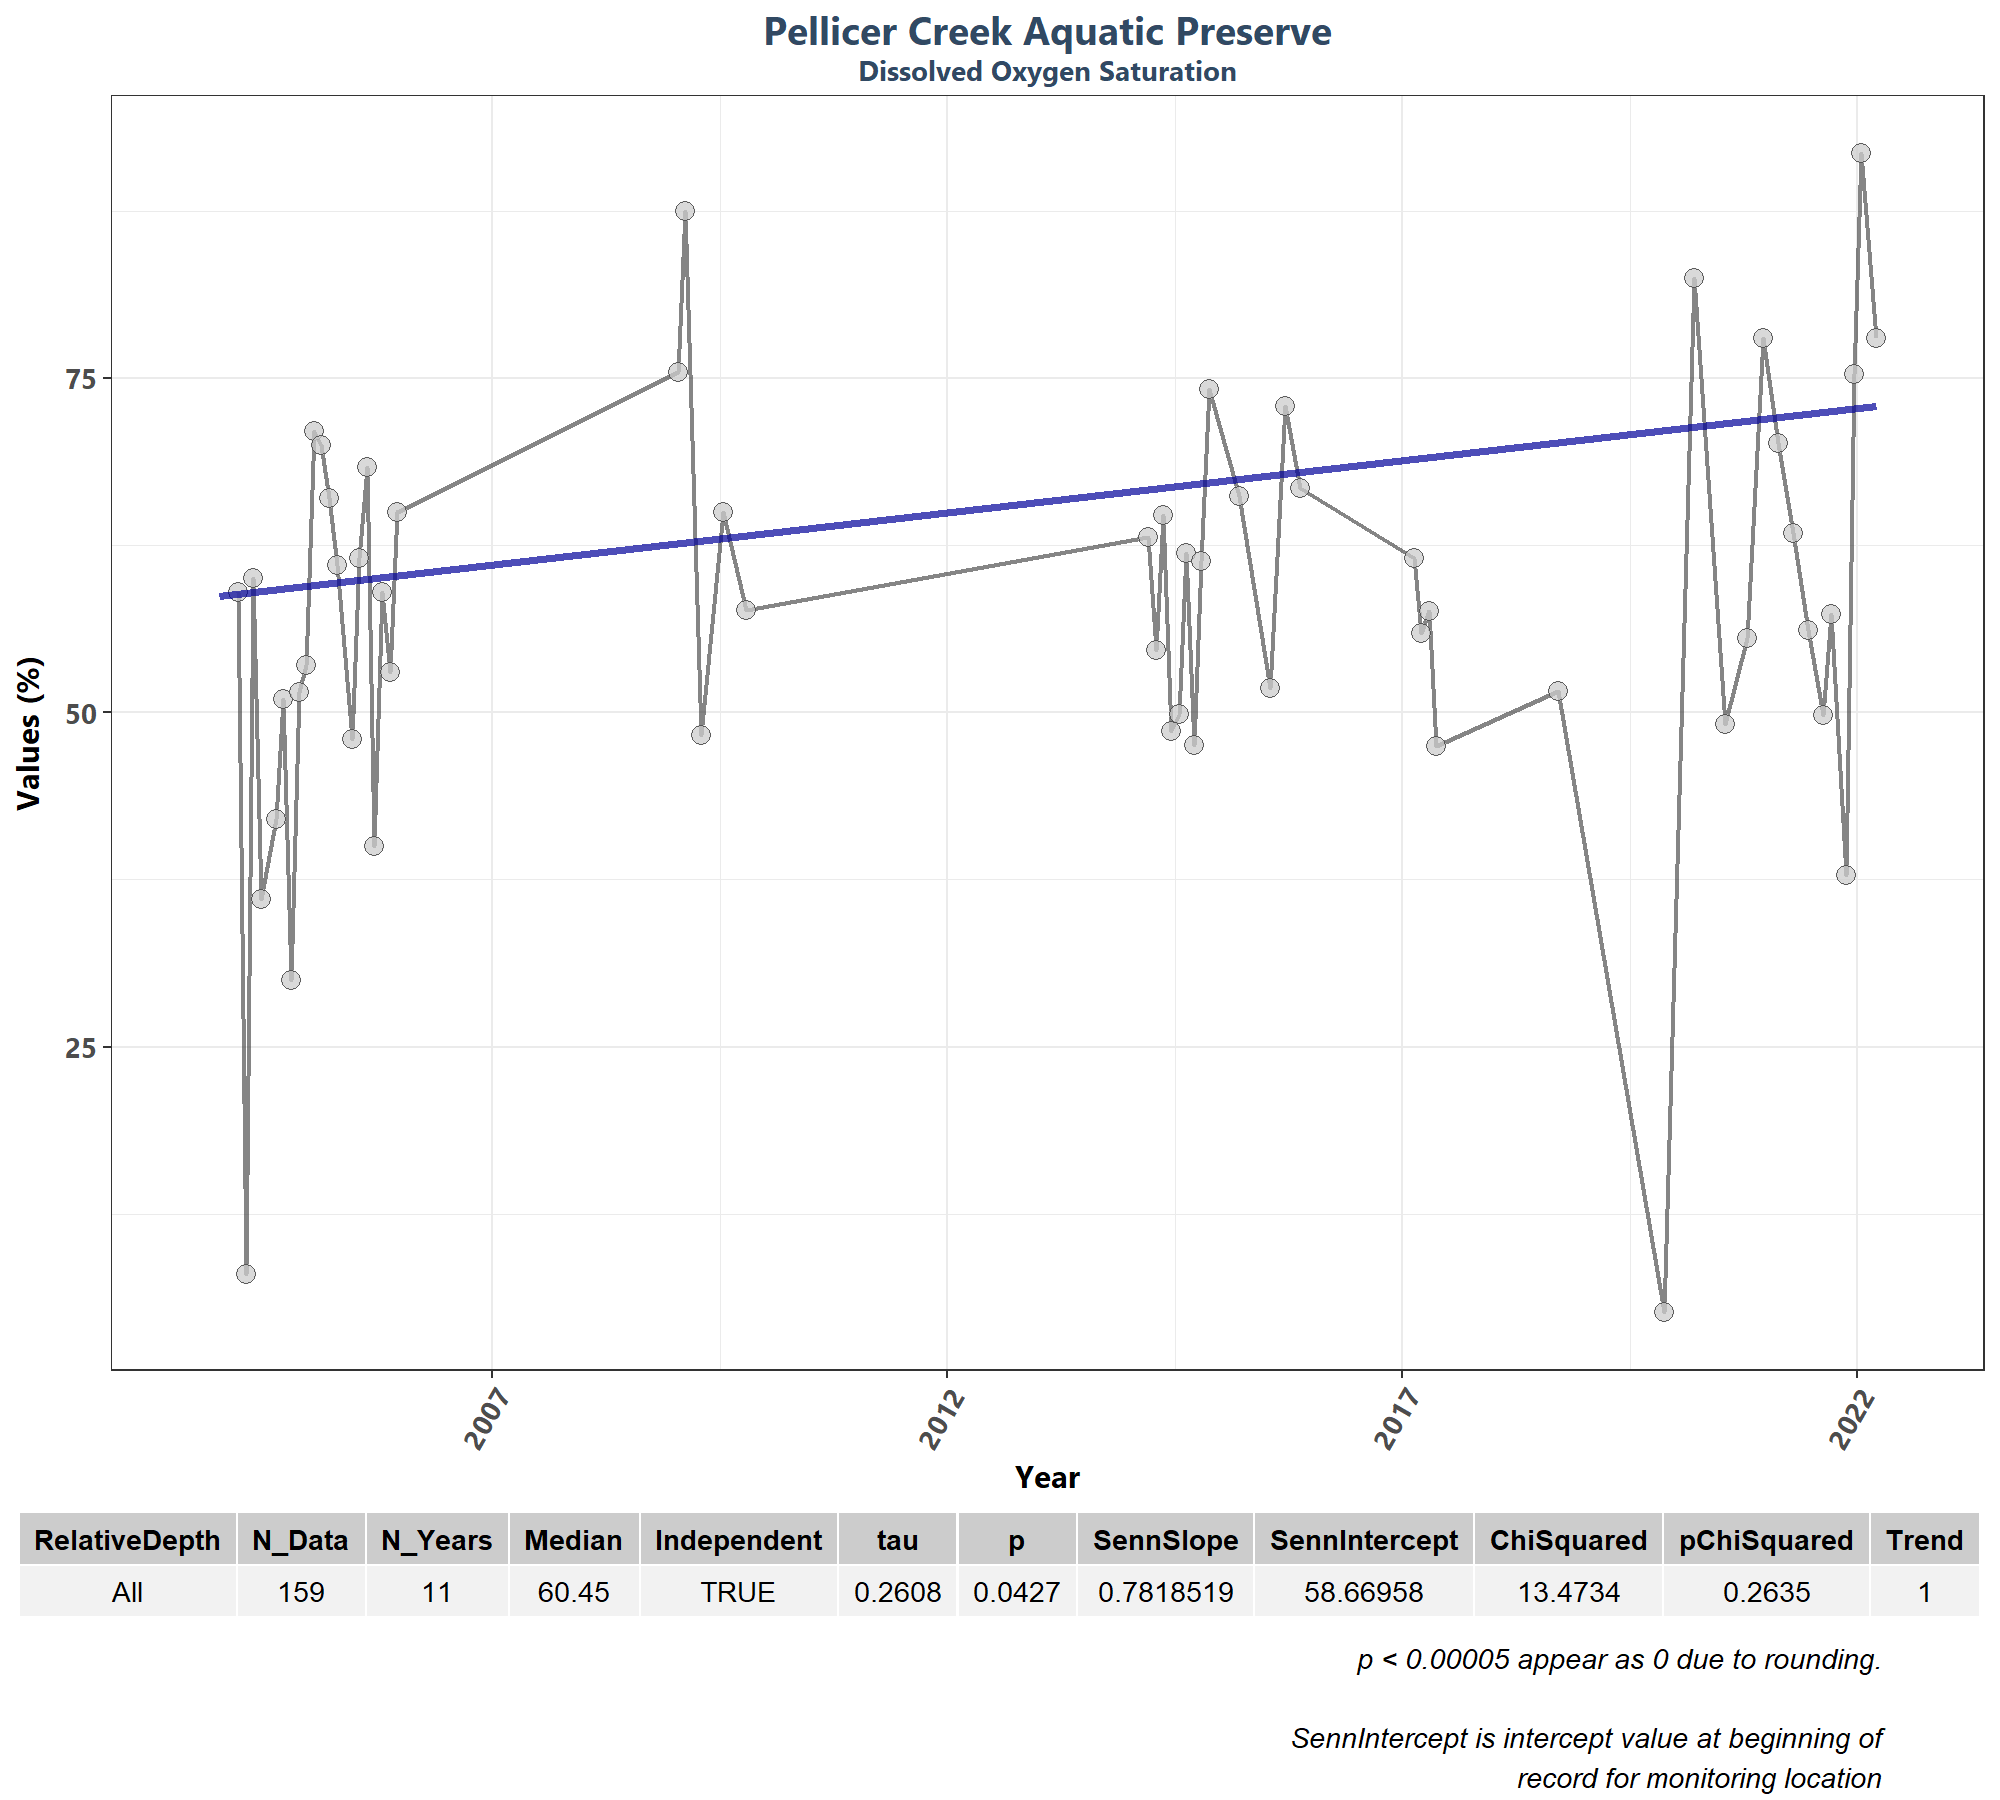 Pellicer Creek Aquatic Preserve
Dissolved Oxygen Saturation
Values (%)
75
50
25
2007 2012 2017 2022
Year
RelativeDepth N_Data N_Years Median Independent tau p SennSlope SennIntercept ChiSquared pChiSquared Trend
All 159 11 60.45 TRUE 0.2608 0.0427 0.7818519 58.66958 13.4734 0.2635 1
p < 0.00005 appear as 0 due to rounding.
SennIntercept is intercept value at beginning of
record for monitoring location